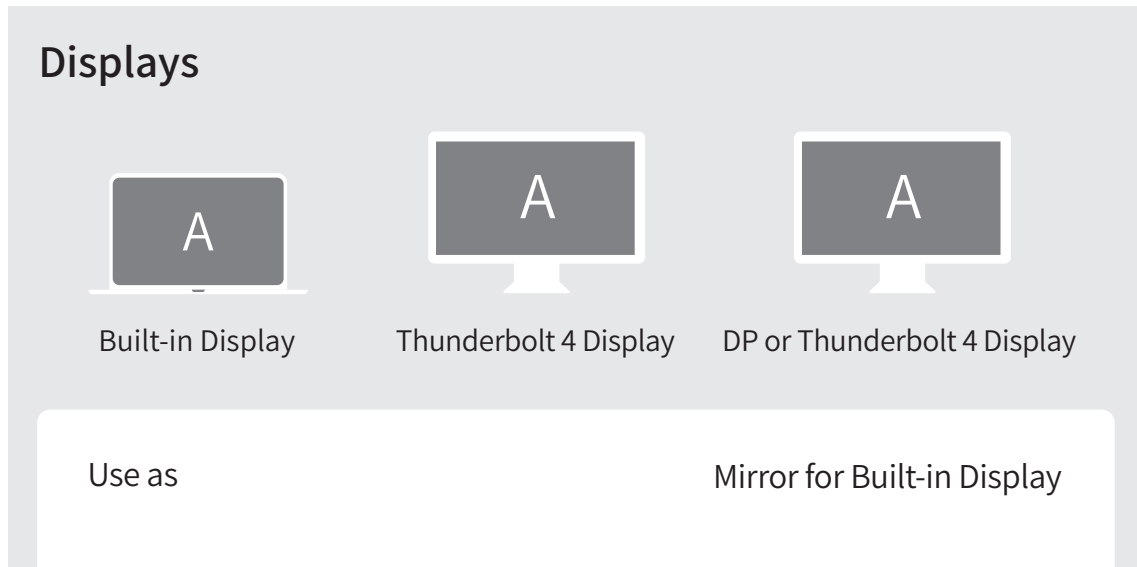 Displays
A
A
A
Built-in Display
Thunderbolt 4 Display
DP or Thunderbolt 4 Display
Use as
Mirror for Built-in Display